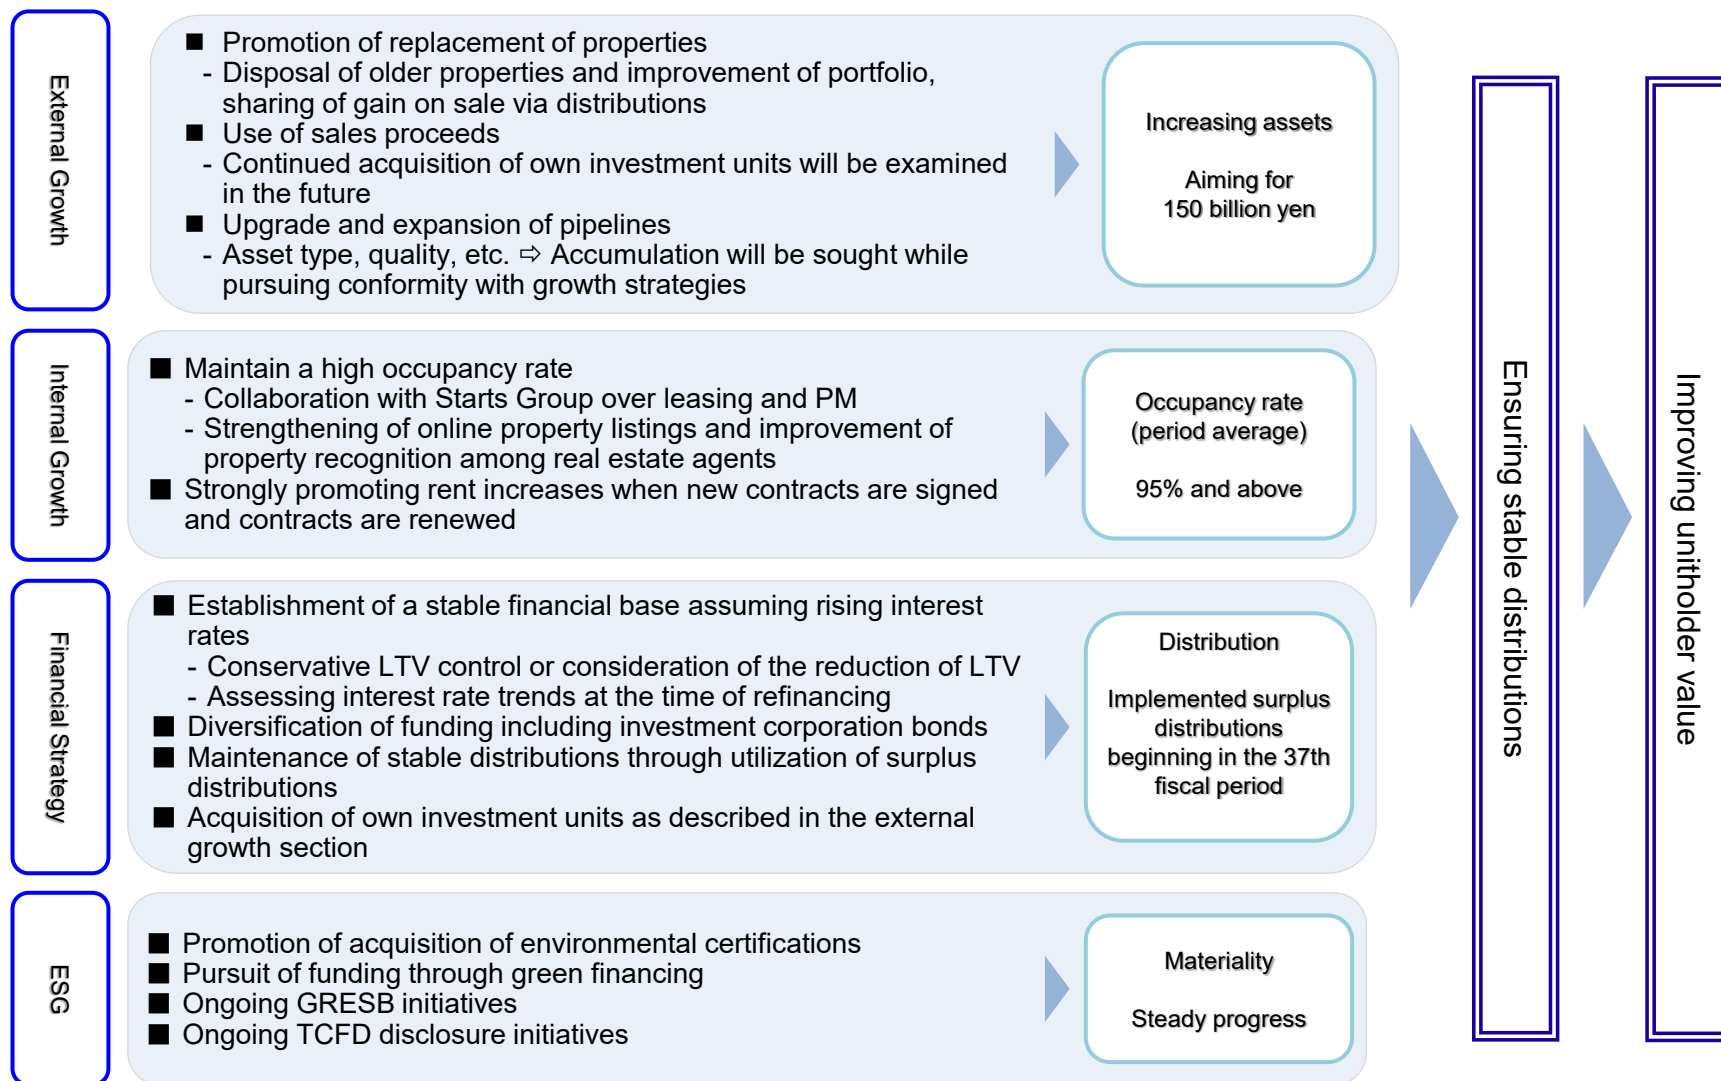 External Growth
■ Promotion of replacement of properties
- Disposal of older properties and improvement of portfolio,
sharing of gain on sale via distributions
■ Use of sales proceeds
- Continued acquisition of own investment units will be examined
in the future
■ Upgrade and expansion of pipelines
- Asset type, quality, etc. ⇨ Accumulation will be sought while
pursuing conformity with growth strategies
Increasing assets
Aiming for
150 billion yen
Internal Growth
■ Maintain a high occupancy rate
- Collaboration with Starts Group over leasing and PM
- Strengthening of online property listings and improvement of
property recognition among real estate agents
■ Strongly promoting rent increases when new contracts are signed
and contracts are renewed
Occupancy rate
(period average)
95% and above
Financial Strategy
■ Establishment of a stable financial base assuming rising interest
rates
- Conservative LTV control or consideration of the reduction of LTV
- Assessing interest rate trends at the time of refinancing
■ Diversification of funding including investment corporation bonds
■ Maintenance of stable distributions through utilization of surplus
distributions
■ Acquisition of own investment units as described in the external
growth section
Distribution
Implemented surplus
distributions
beginning in the 37th
fiscal period
ESG
■ Promotion of acquisition of environmental certifications
■ Pursuit of funding through green financing
■ Ongoing GRESB initiatives
■ Ongoing TCFD disclosure initiatives
Materiality
Steady progress
Ensuring stable distributions
Improving unitholder value